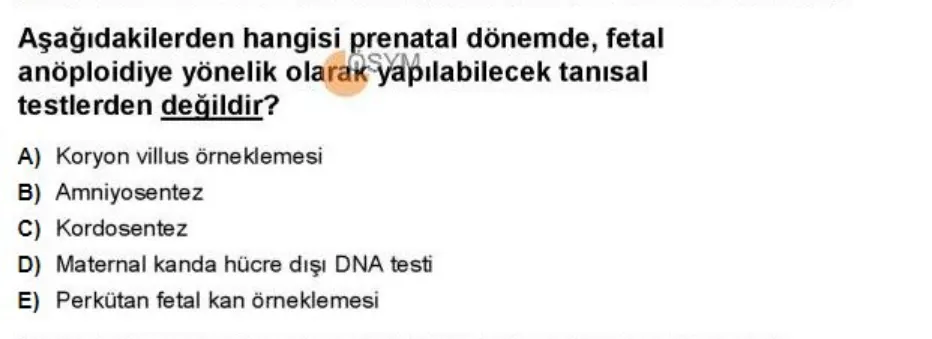 Aşağıdakilerden hangisi prenatal dönemde, fetal
anöploidiye yönelik olarak yapılabilecek tanısal
testlerden değildir?
ÖSYM
A) Koryon villus örneklemesi
B) Amniyosentez
C) Kordosentez
D) Maternal kanda hücre dışı DNA testi
E) Perkütan fetal kan örneklemesi